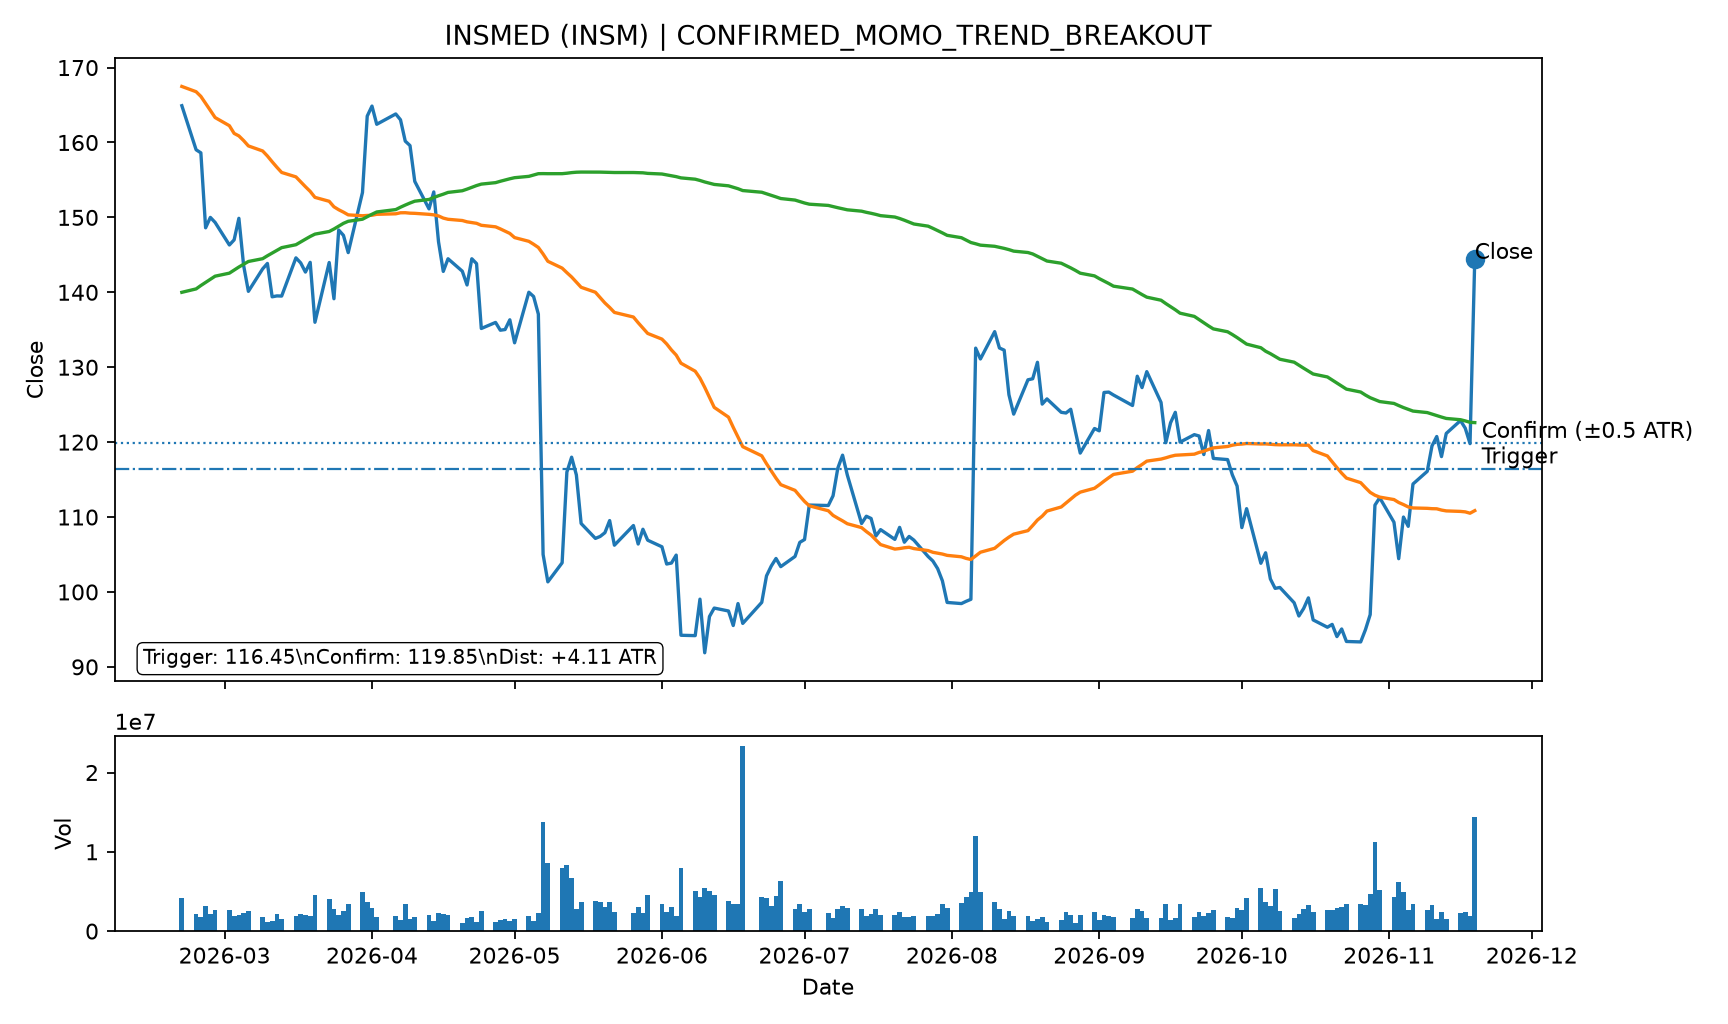 INSMED (INSM) | CONFIRMED_MOMO_TREND_BREAKOUT
170
160
150
140
130
120
110
100
90
Close
Close
Confirm (±0.5 ATR)
Trigger
Trigger: 116.45\nConfirm: 119.85\nDist: +4.11 ATR
1e7
2
1
0
Vol
2026-03 2026-04 2026-05 2026-06 2026-07 2026-08 2026-09 2026-10 2026-11 2026-12
Date